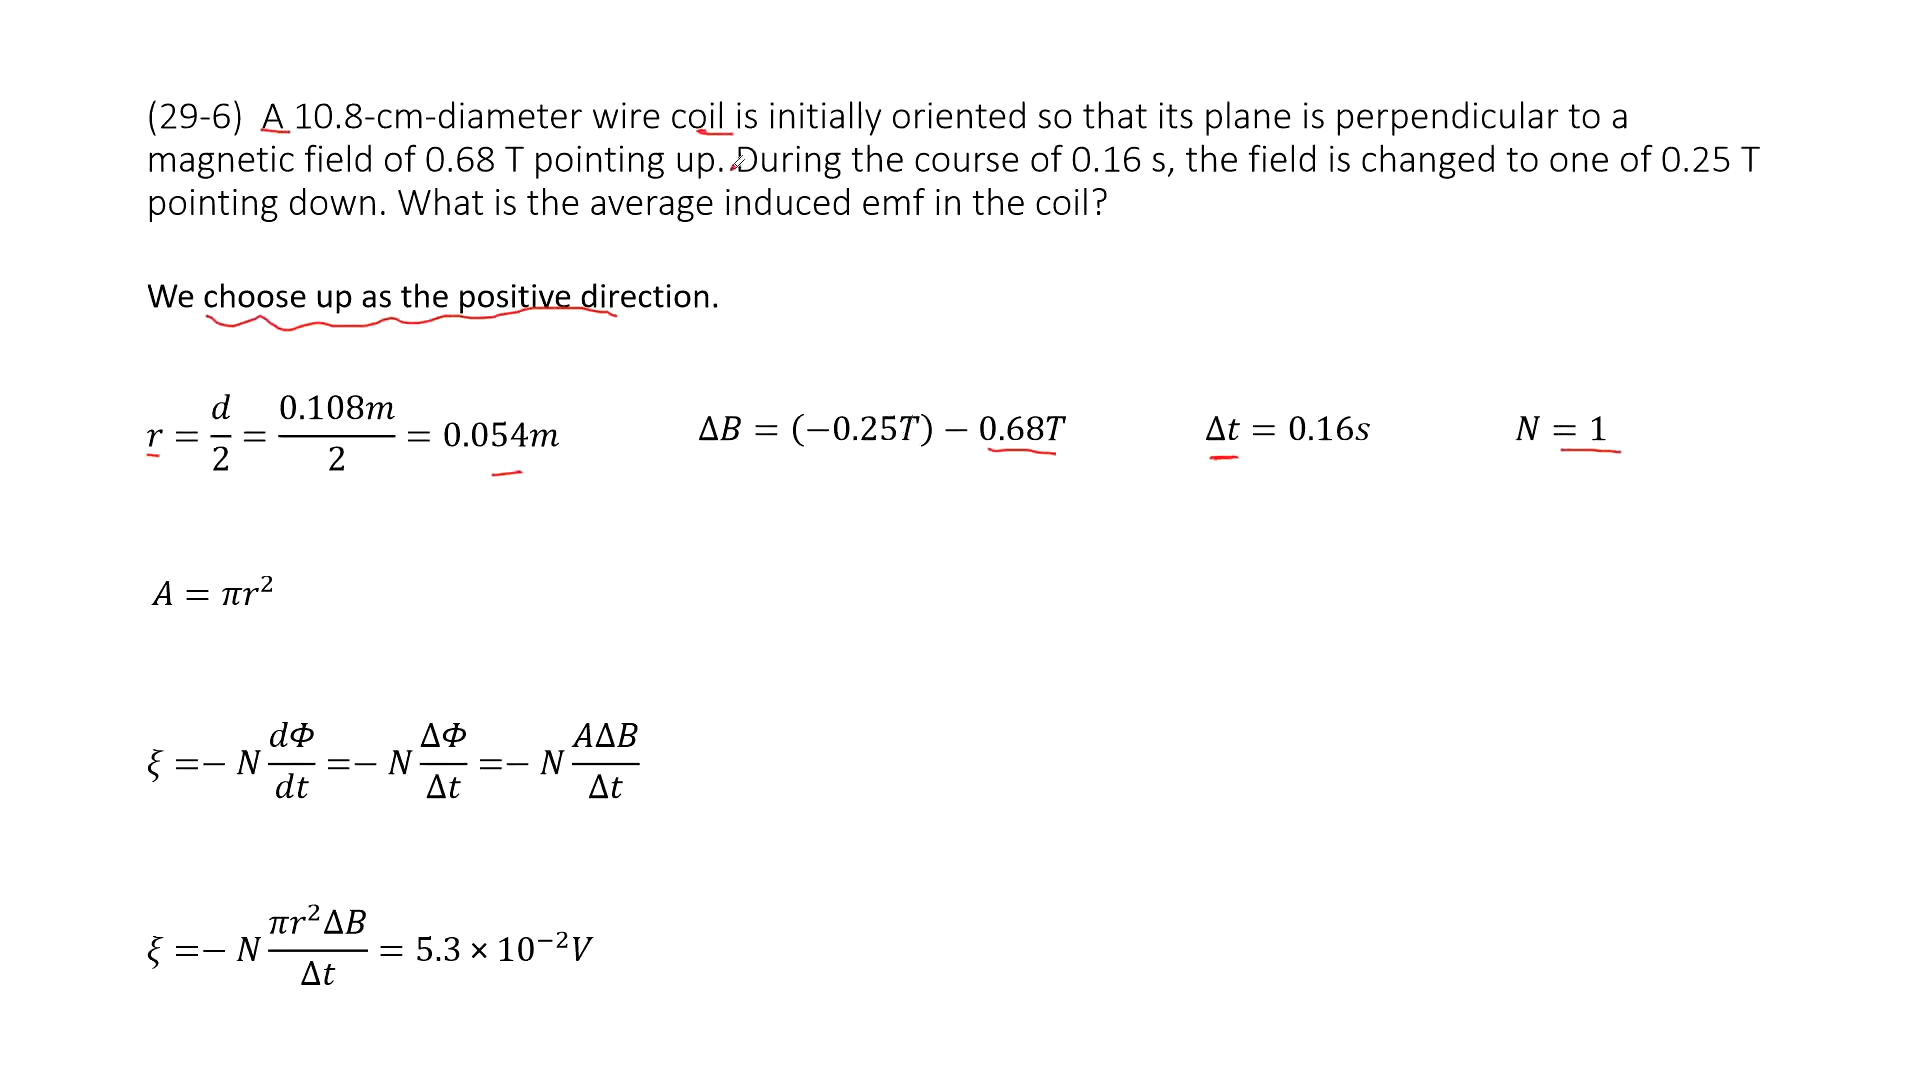 (29-6) A 10.8-cm-diameter wire coil is initially oriented so that its plane is perpendicular to a
magnetic field of 0.68 T pointing up. During the course of 0.16 s, the field is changed to one of 0.25 T
pointing down. What is the average induced emf in the coil?
We choose up as the positive direction.
r = d/2 = 0.108m/2 = 0.054m ΔB = (−0.25T) − 0.68T Δt = 0.16s N = 1
A = πr²
ξ =− N dΦ/dt =− N ΔΦ/Δt =− N AΔB/Δt
ξ =− N πr²ΔB/Δt = 5.3 × 10⁻²V